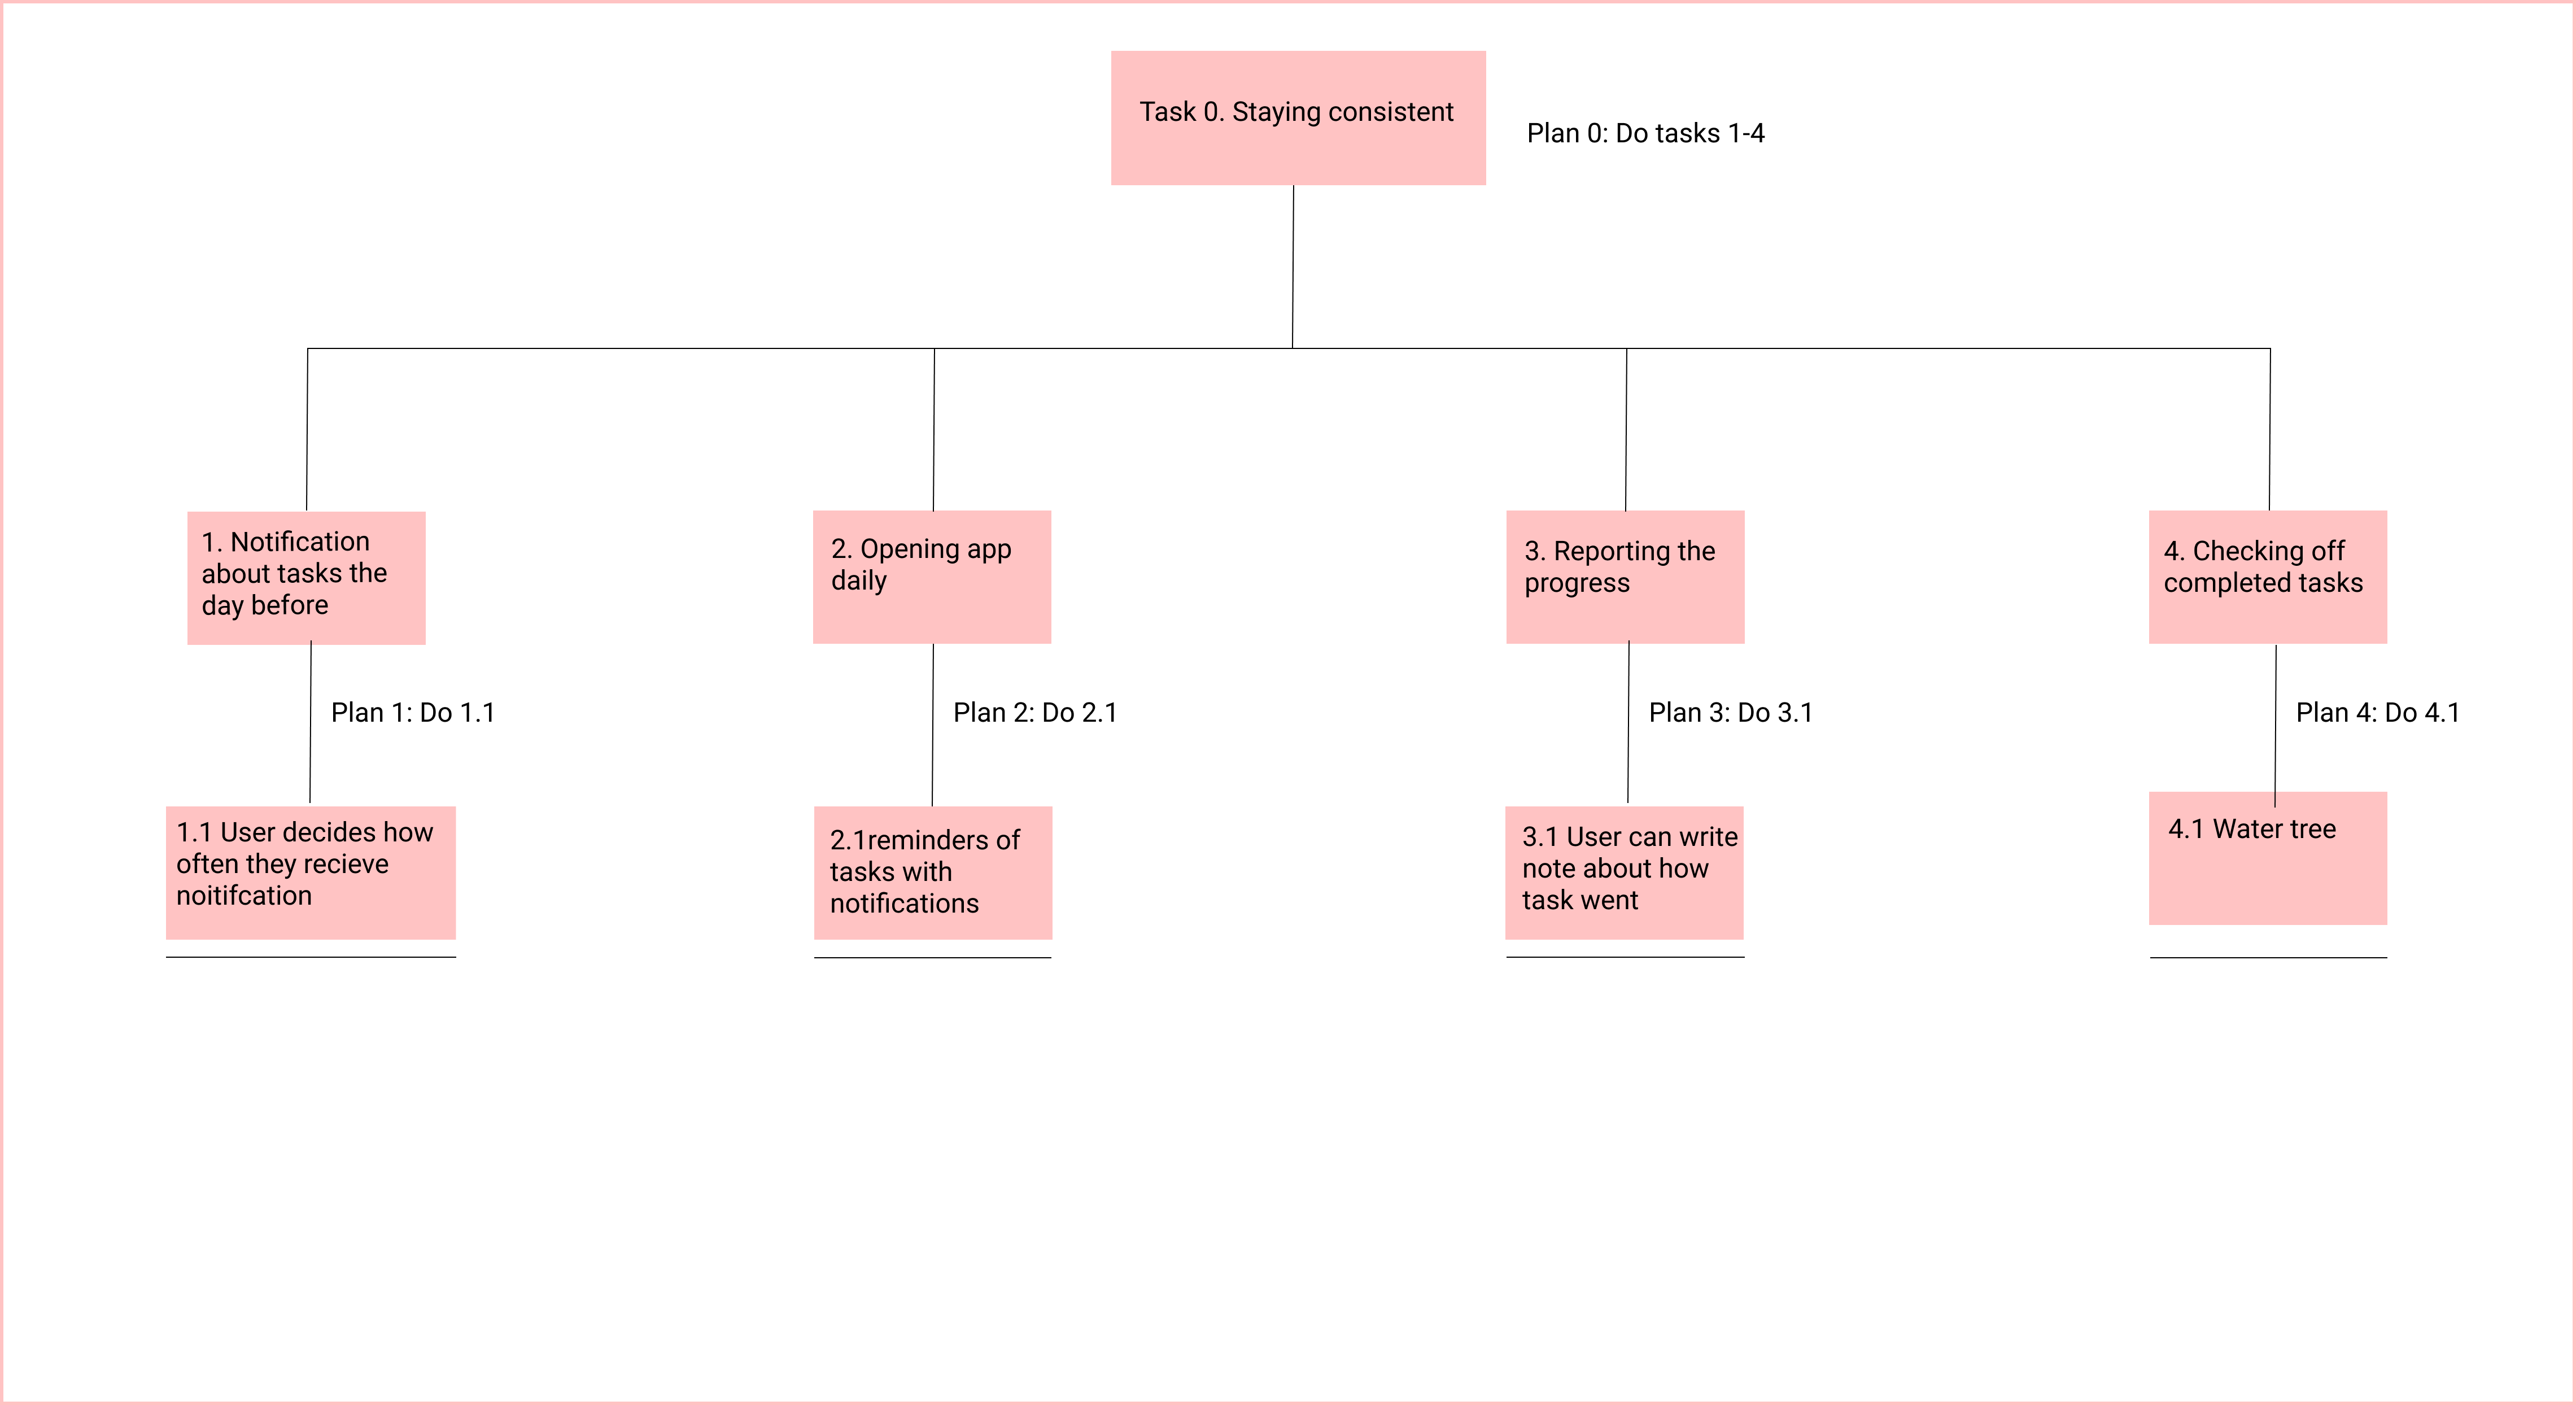 Task 0. Staying consistent
Plan 0: Do tasks 1-4
1. Notification
about tasks the
day before
2. Opening app
daily
3. Reporting the
progress
4. Checking off
completed tasks
Plan 1: Do 1.1
Plan 2: Do 2.1
Plan 3: Do 3.1
Plan 4: Do 4.1
1.1 User decides how
often they recieve
noitifcation
2.1reminders of
tasks with
notifications
3.1 User can write
note about how
task went
4.1 Water tree